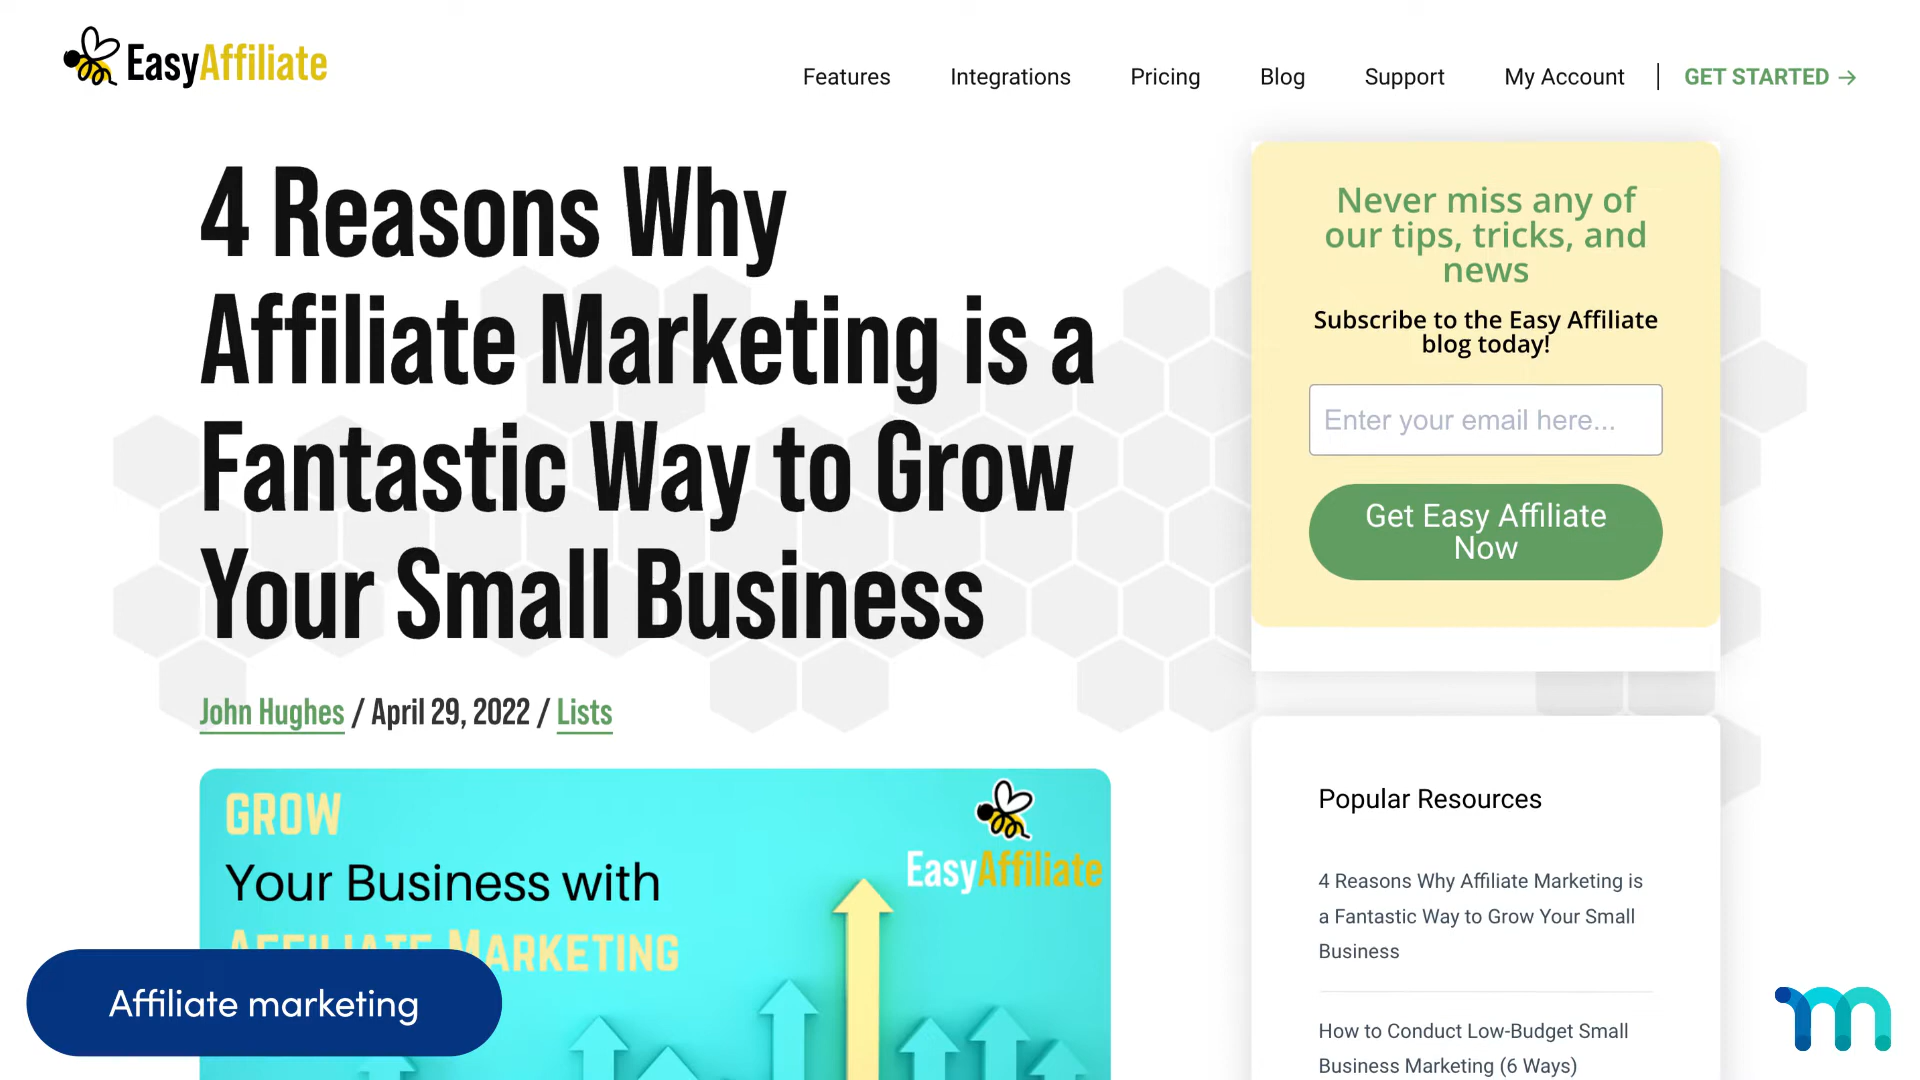 EasyAffiliate
Features
Integrations
Pricing
Blog
Support
My Account
GET STARTED →
4 Reasons Why
Affiliate Marketing is a
Fantastic Way to Grow
Your Small Business
John Hughes / April 29, 2022 / Lists
GROW
Your Business with
AFFILIATE MARKETING
EasyAffiliate
Affiliate marketing
Never miss any of
our tips, tricks, and
news
Subscribe to the Easy Affiliate
blog today!
Enter your email here...
Get Easy Affiliate
Now
Popular Resources
4 Reasons Why Affiliate Marketing is
a Fantastic Way to Grow Your Small
Business
How to Conduct Low-Budget Small
Business Marketing (6 Ways)
m